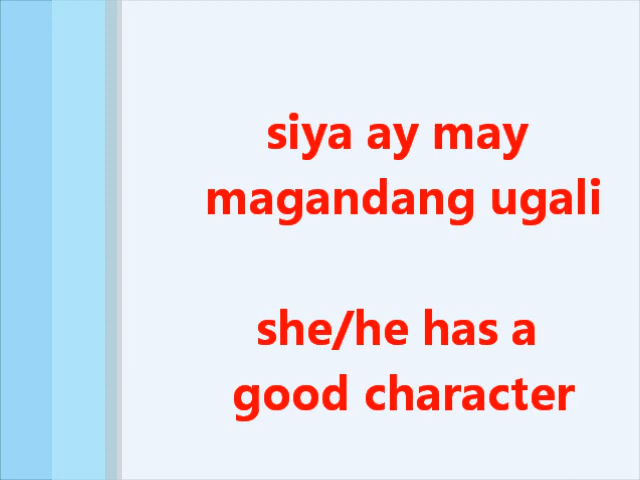 siya ay may
magandang ugali
she/he has a
good character